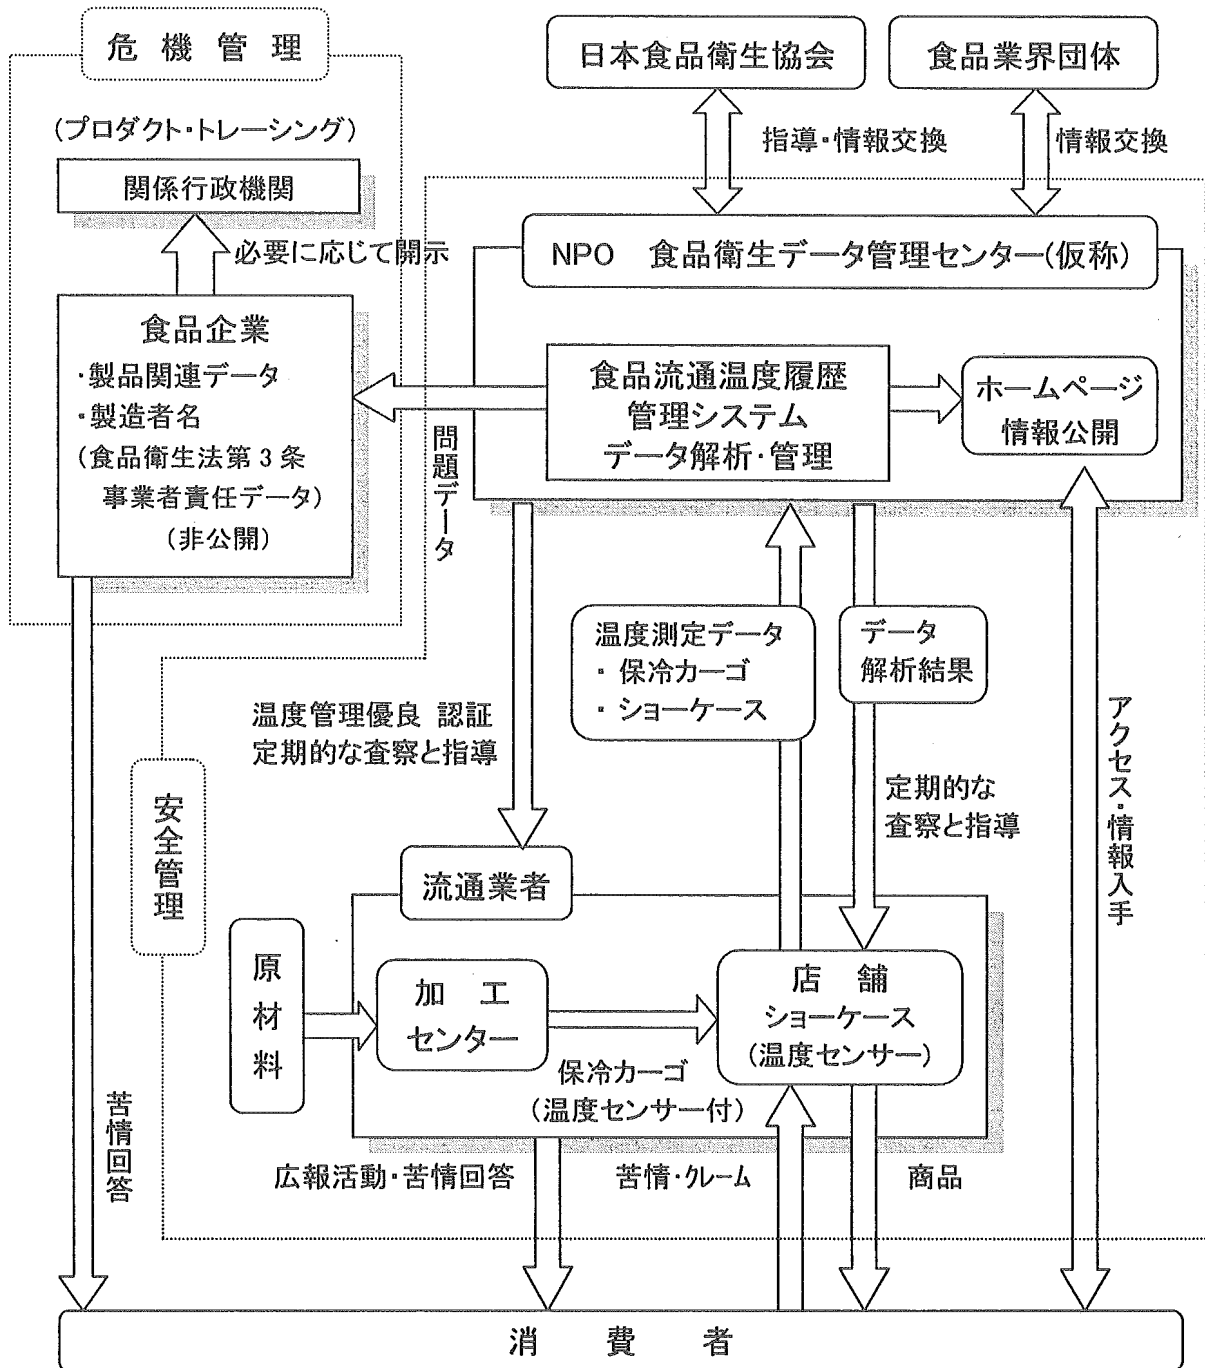 危機管理
日本食品衛生協会
食品業界団体
(プロダクト・トレーシング)
指導・情報交換
情報交換
関係行政機関
必要に応じて開示
NPO 食品衛生データ管理センター(仮称)
食品企業
・製品関連データ
・製造者名
(食品衛生法第3条
事業者責任データ)
(非公開)
食品流通温度履歴
管理システム
データ解析・管理
ホームページ
情報公開
問題データ
温度測定データ
・保冷カーゴ
・ショーケース
データ
解析結果
温度管理優良 認証
定期的な査察と指導
定期的な
査察と指導
アクセス・情報入手
安全管理
流通業者
原材料
加工
センター
店舗
ショーケース
(温度センサー)
保冷カーゴ
(温度センサー付)
苦情回答
広報活動・苦情回答
苦情・クレーム
商品
消費者